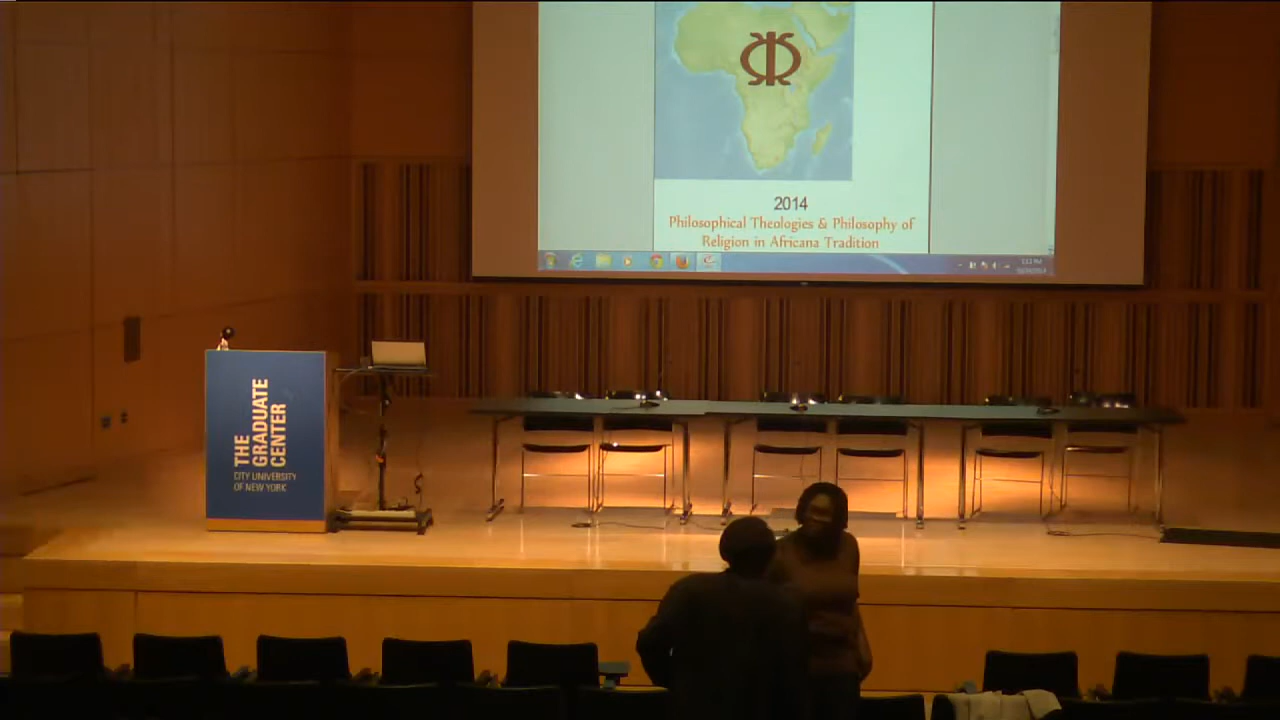 2014
Philosophical Theologies & Philosophy of
Religion in Africana Tradition
THE
GRADUATE
CENTER
CITY UNIVERSITY
OF NEW YORK